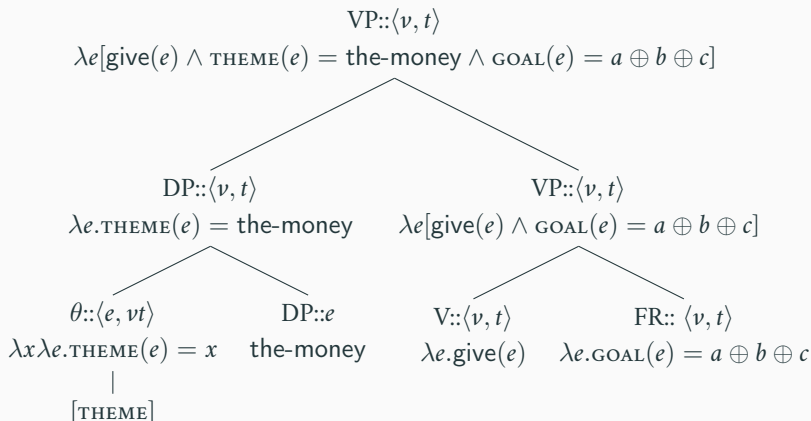 VP::⟨ν, t⟩
λe[give(e) ∧ THEME(e) = the-money ∧ GOAL(e) = a ⊕ b ⊕ c]
DP::⟨ν, t⟩ VP::⟨ν, t⟩
λe.THEME(e) = the-money λe[give(e) ∧ GOAL(e) = a ⊕ b ⊕ c]
θ::⟨e, νt⟩ DP::e V::⟨ν, t⟩ FR:: ⟨ν, t⟩
λxλe.THEME(e) = x the-money λe.give(e) λe.GOAL(e) = a ⊕ b ⊕ c
[THEME]